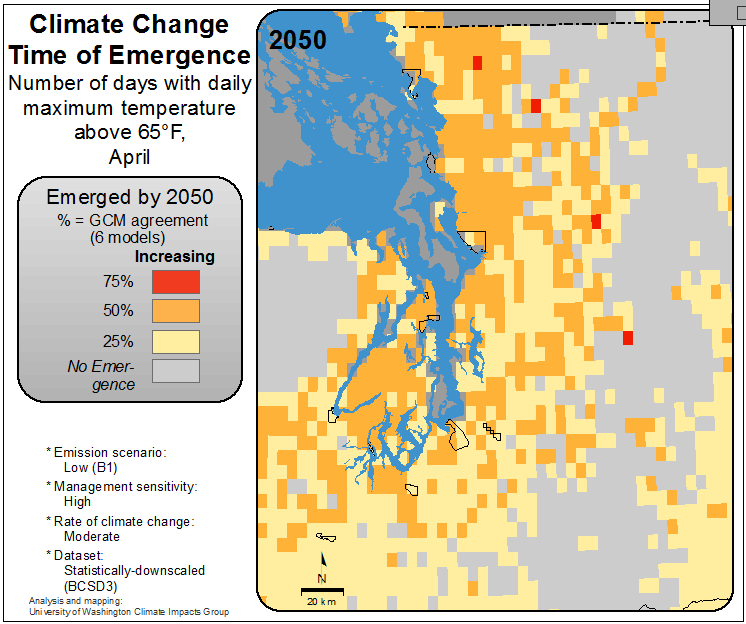 Climate Change
Time of Emergence
Number of days with daily
maximum temperature
above 65°F,
April
Emerged by 2050
% = GCM agreement
(6 models)
Increasing
75%
50%
25%
No Emer-
gence
* Emission scenario:
Low (B1)
* Management sensitivity:
High
* Rate of climate change:
Moderate
* Dataset:
Statistically-downscaled
(BCSD3)
Analysis and mapping:
University of Washington Climate Impacts Group
2050
N
20 km